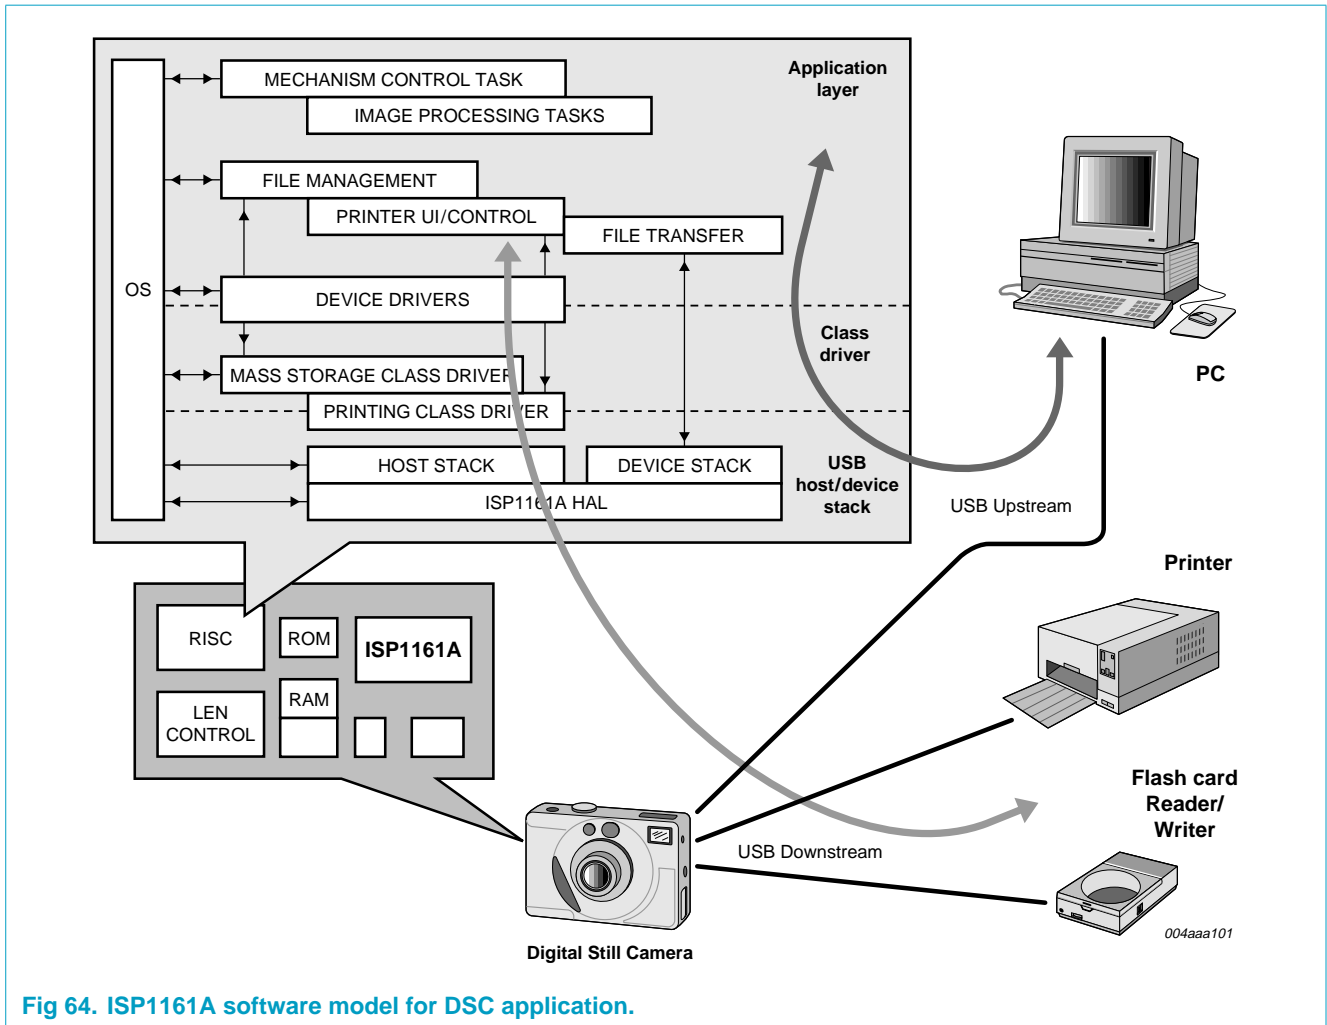 MECHANISM CONTROL TASK
IMAGE PROCESSING TASKS
Application
layer
FILE MANAGEMENT
PRINTER UI/CONTROL
FILE TRANSFER
OS
DEVICE DRIVERS
Class
driver
MASS STORAGE CLASS DRIVER
PRINTING CLASS DRIVER
HOST STACK
DEVICE STACK
USB
host/device
stack
ISP1161A HAL
PC
USB Upstream
Printer
RISC
ROM
ISP1161A
LEN
CONTROL
RAM
Flash card
Reader/
Writer
USB Downstream
004aaa101
Digital Still Camera
Fig 64. ISP1161A software model for DSC application.